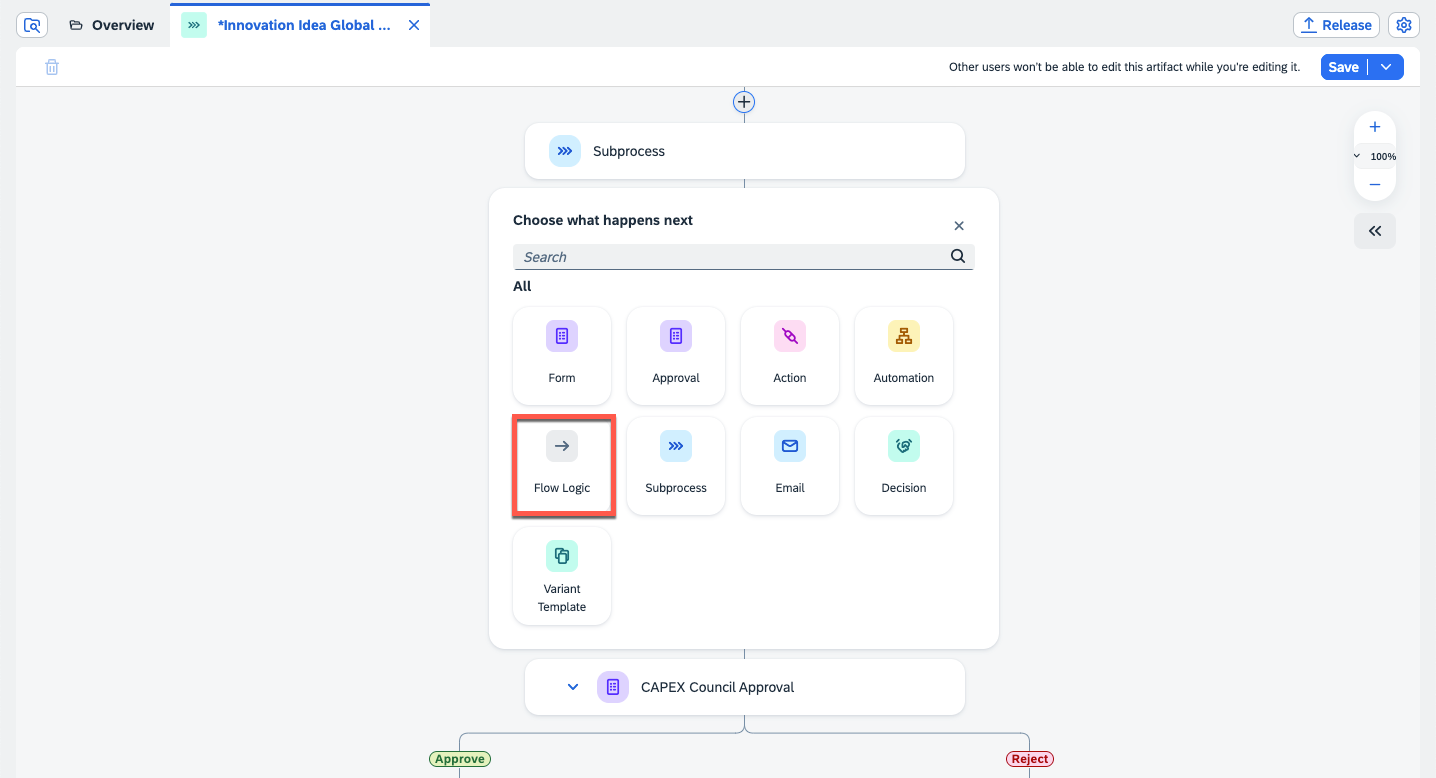 Overview
*Innovation Idea Global ...
Release
Other users won't be able to edit this artifact while you're editing it.
Save
Subprocess
100%
Choose what happens next
Search
All
Form
Approval
Action
Automation
Flow Logic
Subprocess
Email
Decision
Variant
Template
CAPEX Council Approval
Approve
Reject